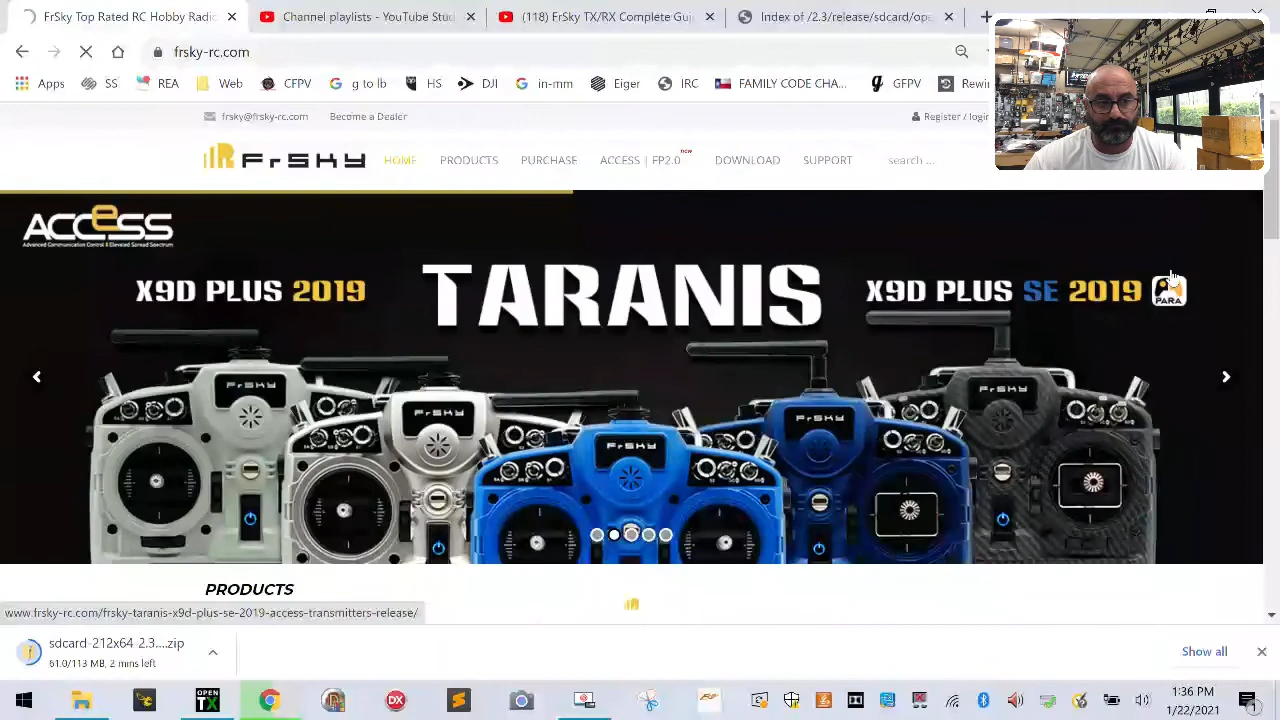 FrSky Top Rated RC Hobby Rad
Channel playlists - YouTube Stud
(118) FrSky TX/RX Complete Gu
Index of /2.3/release/sdcard/op
frsky-rc.com
Apps
SS
REA
Web
g lb
HS
DJI
in-mm
IRC
FAMILY CODE CHA...
GFPV
Rewin
frsky@frsky-rc.com
Become a Dealer
Register / login
FrSKY
HOME
PRODUCTS
PURCHASE
ACCESS | FP2.0
new
DOWNLOAD
SUPPORT
search ...
ACCESS
Advanced Communication Control & Elevated Spread Spectrum
X9D PLUS 2019
TARANIS
X9D PLUS SE 2019
PARA
FrSKY
FrSKY
FrSKY
FrSKY
FrSKY
PRODUCTS
www.frsky-rc.com/frsky-taranis-x9d-plus-se-2019-access-transmitters-release/
sdcard-212x64-2.3....zip
61.0/113 MB, 2 mins left
Show all
OPEN
TX
DX
1:36 PM
1/22/2021